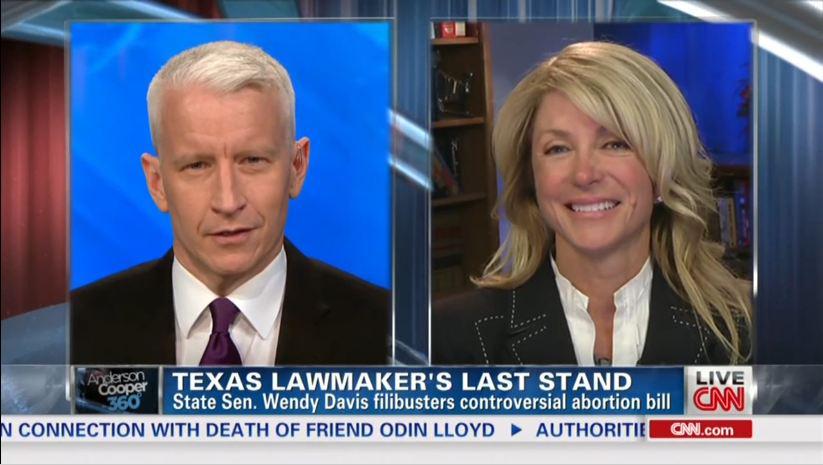 Anderson
Cooper
360°
TEXAS LAWMAKER'S LAST STAND
State Sen. Wendy Davis filibusters controversial abortion bill
LIVE
CNN
N CONNECTION WITH DEATH OF FRIEND ODIN LLOYD ▶ AUTHORITIE
CNN.com